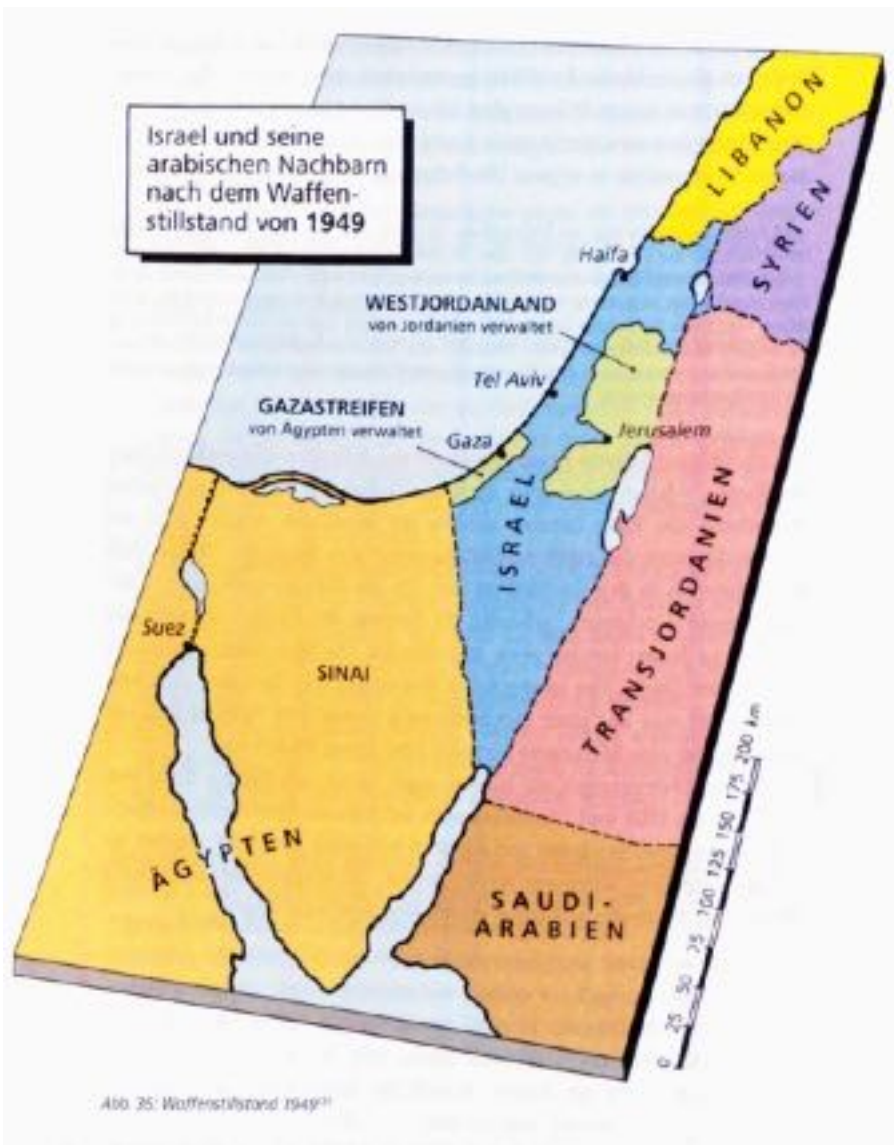 Israel und seine
arabischen Nachbarn
nach dem Waffen-
stillstand von 1949
LIBANON
SYRIEN
Haifa
WESTJORDANLAND
von Jordanien verwaltet
Tel Aviv
GAZASTREIFEN
von Ägypten verwaltet
Gaza
Jerusalem
ISRAEL
TRANSJORDANIEN
Suez
SINAI
ÄGYPTEN
SAUDI-
ARABIEN
0 25 50 75 100 125 150 175 200 km
Abb. 35: Waffenstillstand 1949